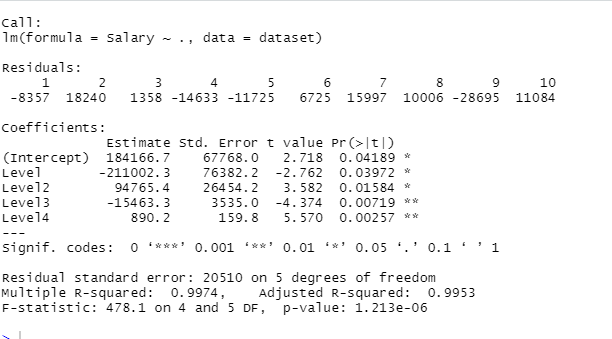 Call:
lm(formula = Salary ~ ., data = dataset)
Residuals:
1 2 3 4 5 6 7 8 9 10
-8357 18240 1358 -14633 -11725 6725 15997 10006 -28695 11084
Coefficients:
Estimate Std. Error t value Pr(>|t|)
(Intercept) 184166.7 67768.0 2.718 0.04189 *
Level -211002.3 76382.2 -2.762 0.03972 *
Level2 94765.4 26454.2 3.582 0.01584 *
Level3 -15463.3 3535.0 -4.374 0.00719 **
Level4 890.2 159.8 5.570 0.00257 **
---
Signif. codes: 0 ‘***’ 0.001 ‘**’ 0.01 ‘*’ 0.05 ‘.’ 0.1 ‘ ’ 1
Residual standard error: 20510 on 5 degrees of freedom
Multiple R-squared: 0.9974, Adjusted R-squared: 0.9953
F-statistic: 478.1 on 4 and 5 DF, p-value: 1.213e-06
>